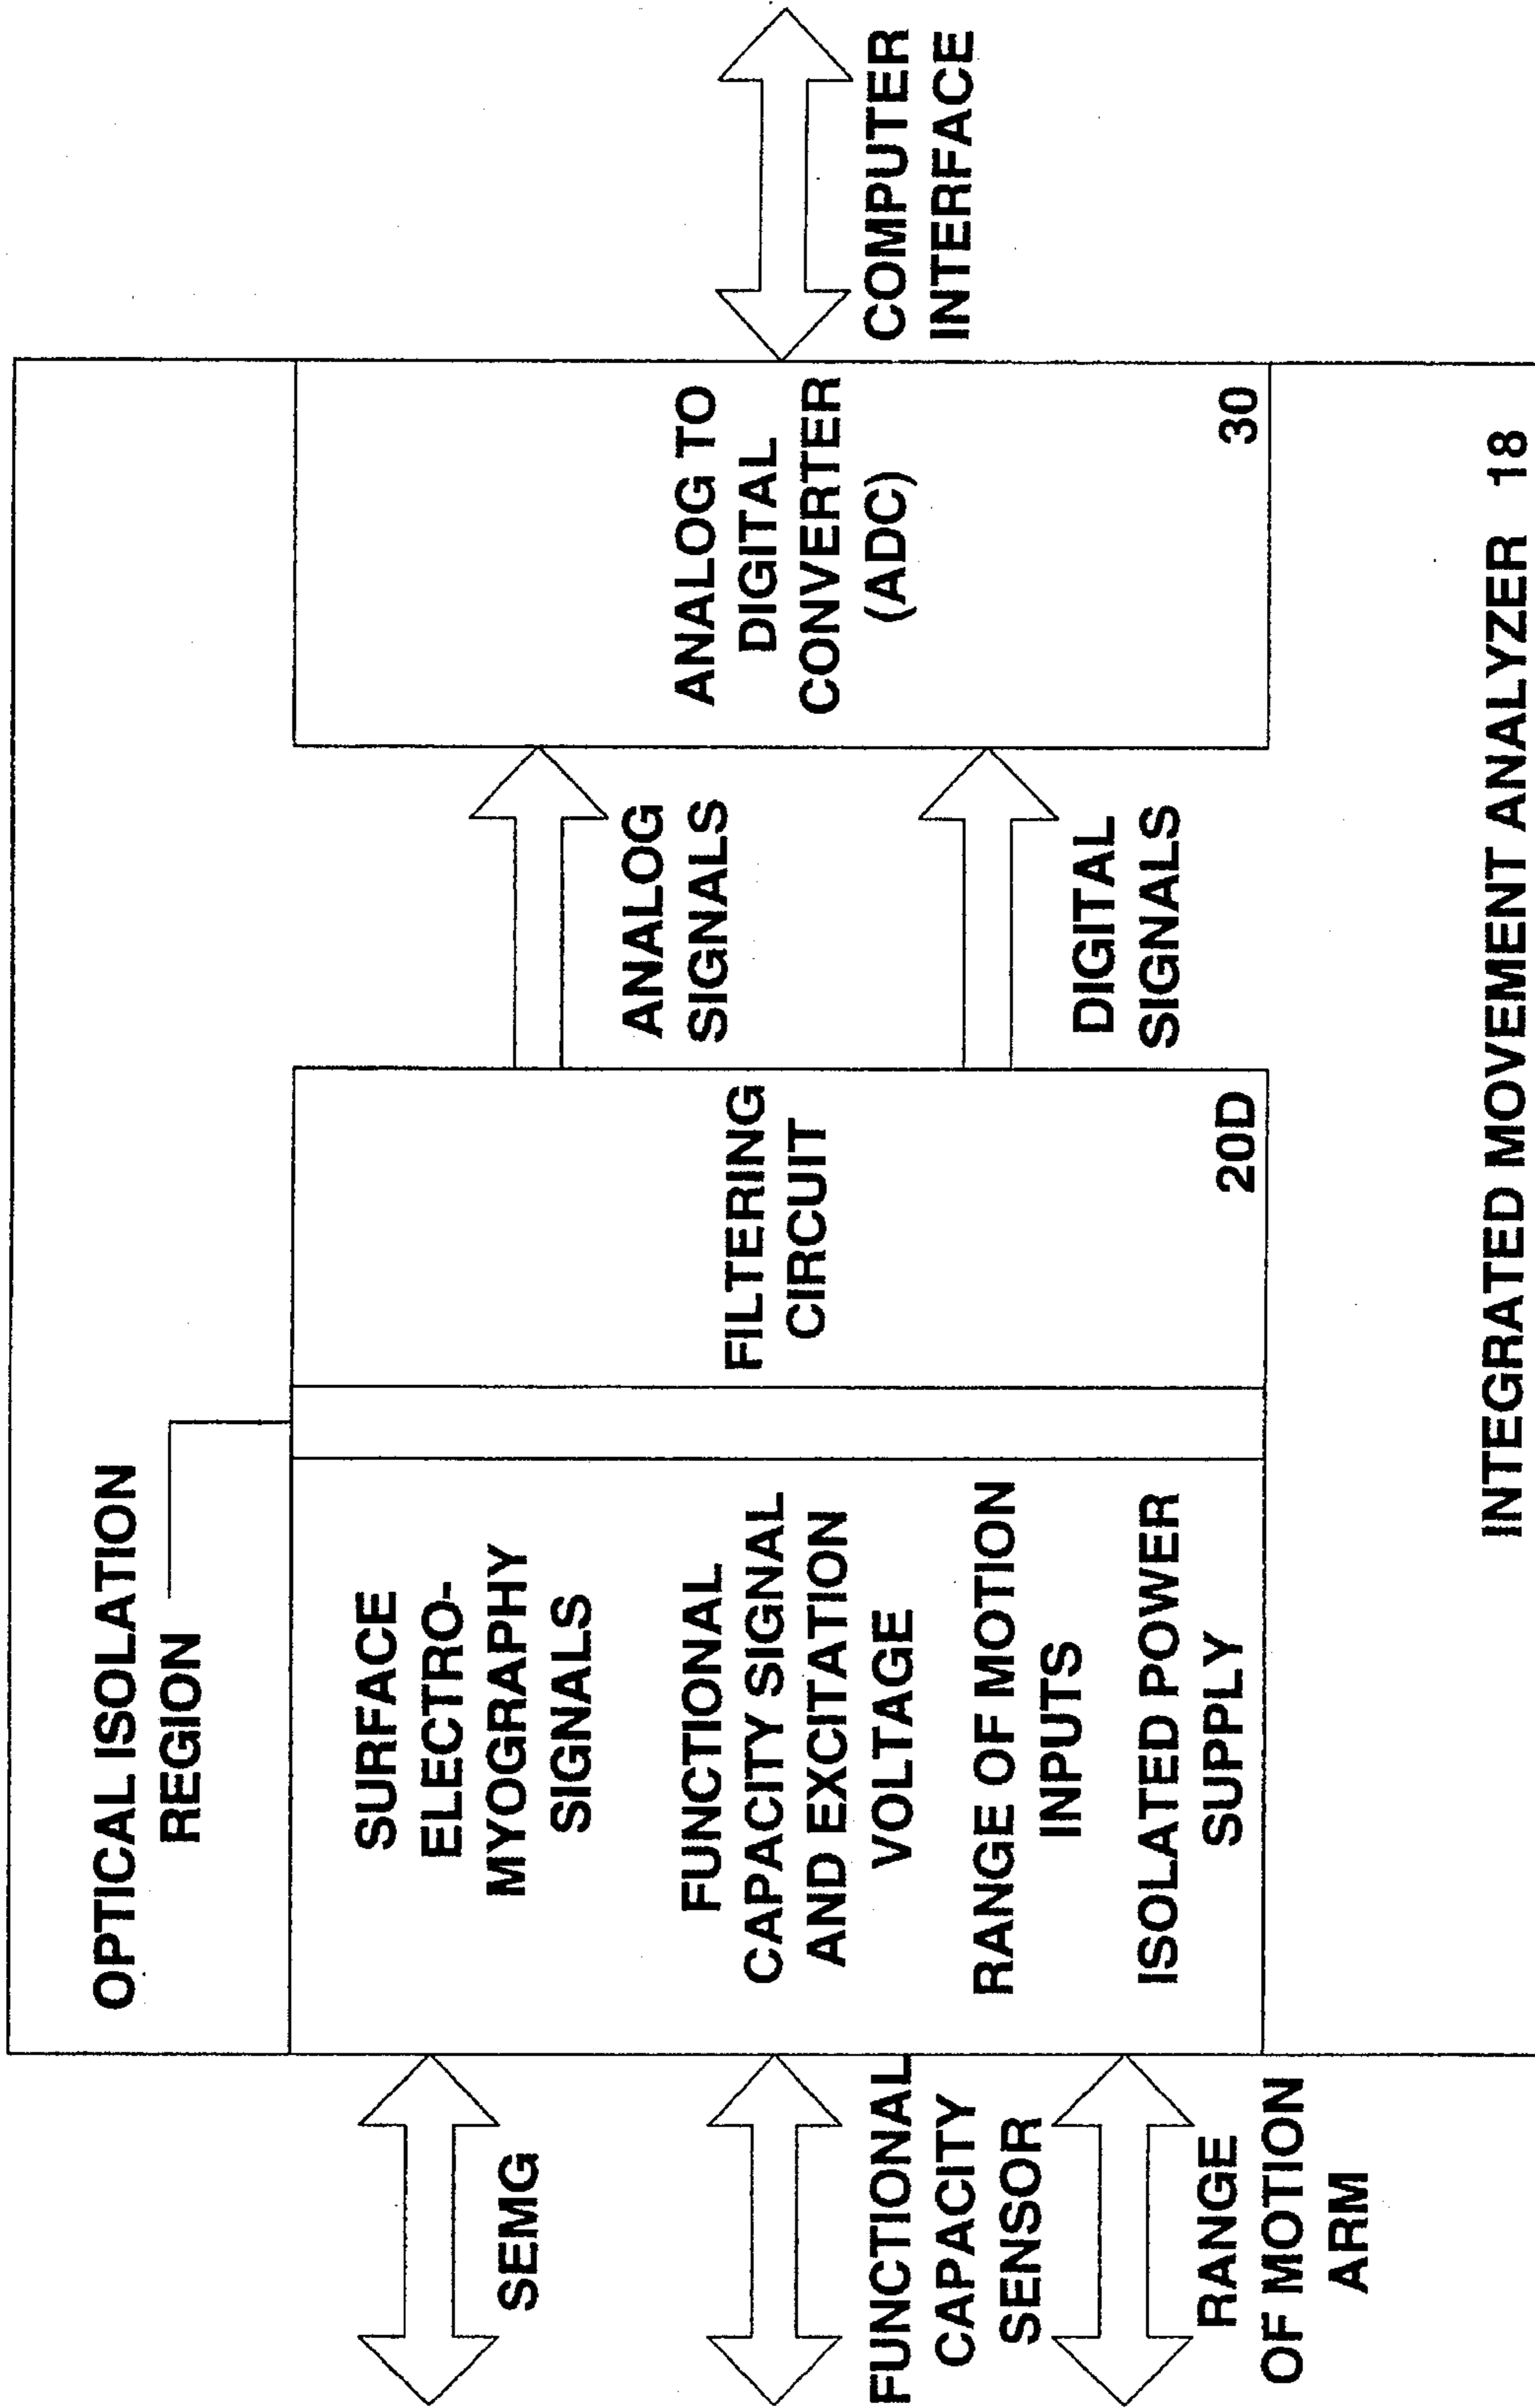 OPTICAL ISOLATION
REGION
SEMG
FUNCTIONAL
CAPACITY
SENSOR
RANGE
OF MOTION
ARM
SURFACE
ELECTRO-
MYOGRAPHY
SIGNALS
FUNCTIONAL
CAPACITY SIGNAL
AND EXCITATION
VOLTAGE
RANGE OF MOTION
INPUTS
ISOLATED POWER
SUPPLY
FILTERING
CIRCUIT
20D
ANALOG
SIGNALS
DIGITAL
SIGNALS
ANALOG TO
DIGITAL
CONVERTER
(ADC)
30
COMPUTER
INTERFACE
INTEGRATED MOVEMENT ANALYZER 18